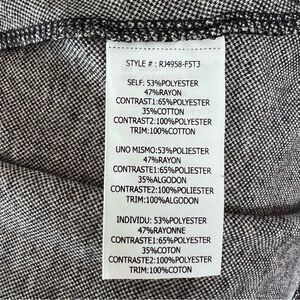 STYLE # : RJ4958-F5T3
SELF: 53%POLYESTER
47%RAYON
CONTRAST1:65%POLYESTER
35%COTTON
CONTRAST2:100%POLYESTER
TRIM:100%COTTON
UNO MISMO:53%POLIESTER
47%RAYON
CONTRASTE1:65%POLIESTER
35%ALGODON
CONTRASTE2:100%POLIESTER
TRIM:100%ALGODON
INDIVIDU: 53%POLYESTER
47%RAYONNE
CONTRASTE1:65%POLYESTER
35%COTON
CONTRASTE2:100%POLYESTER
TRIM:100%COTON